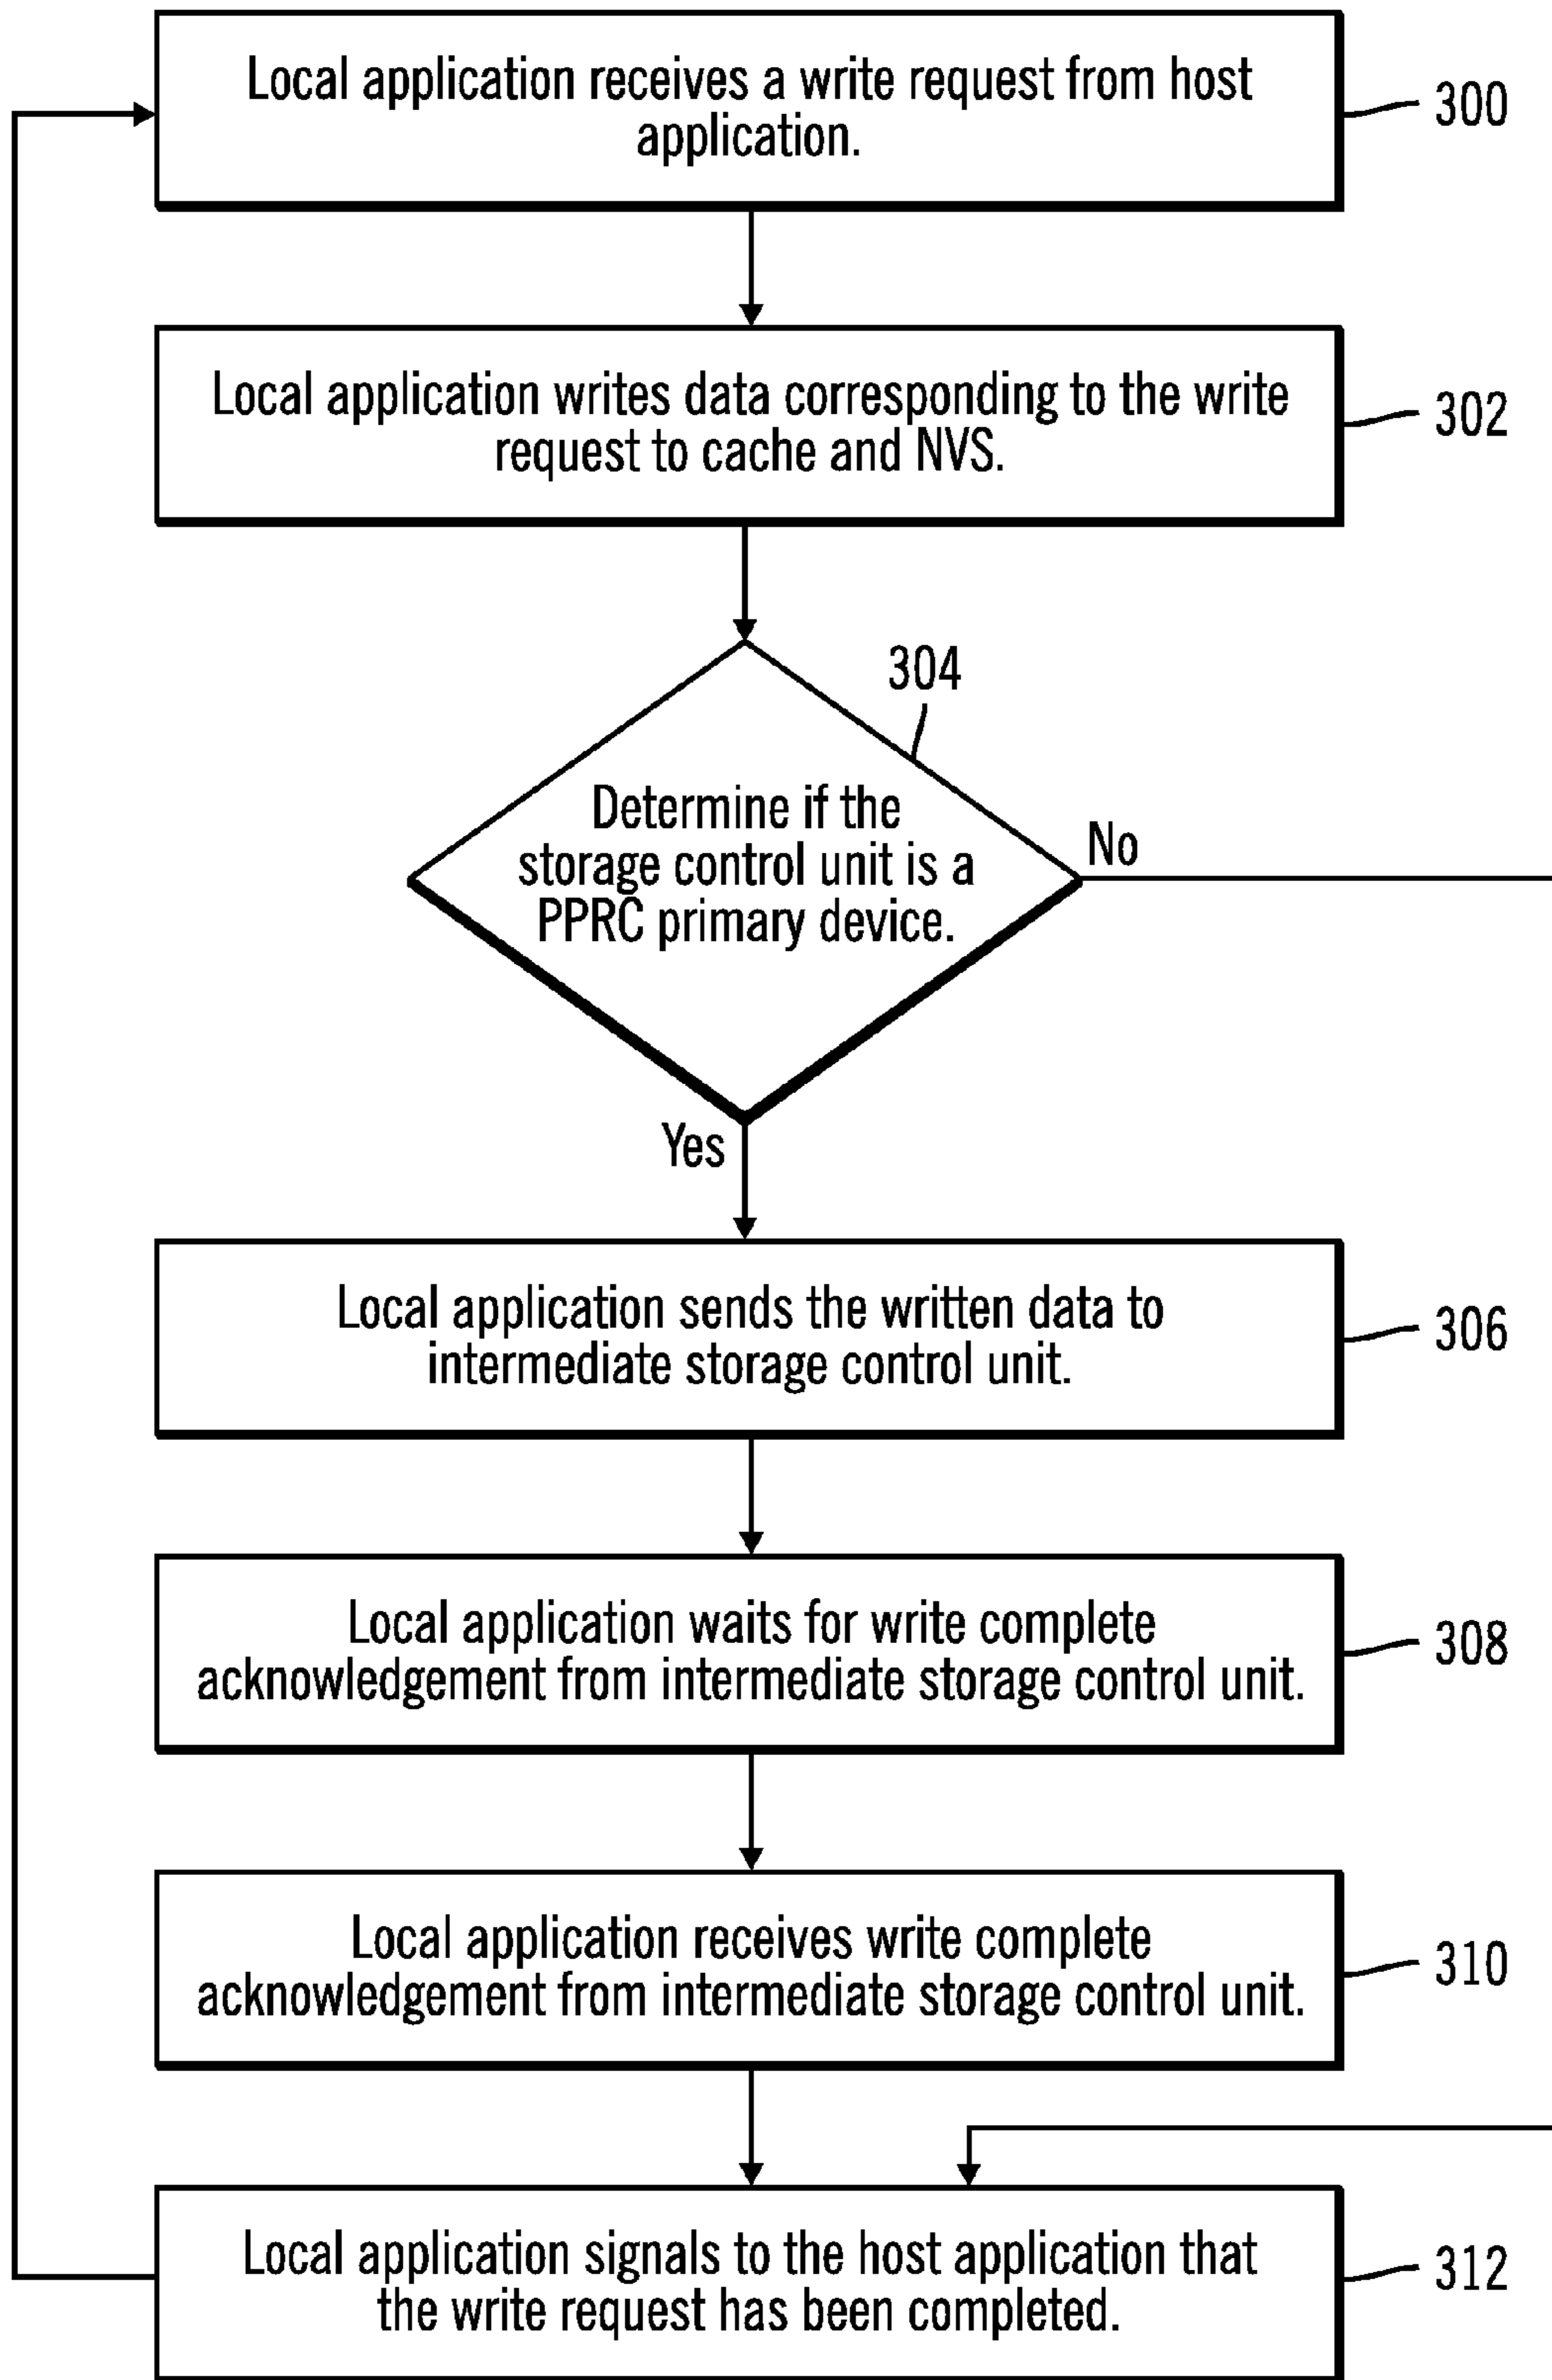 Local application receives a write request from host
application.
300
Local application writes data corresponding to the write
request to cache and NVS.
302
304
Determine if the
storage control unit is a
PPRC primary device.
No
Yes
Local application sends the written data to
intermediate storage control unit.
306
Local application waits for write complete
acknowledgement from intermediate storage control unit.
308
Local application receives write complete
acknowledgement from intermediate storage control unit.
310
Local application signals to the host application that
the write request has been completed.
312